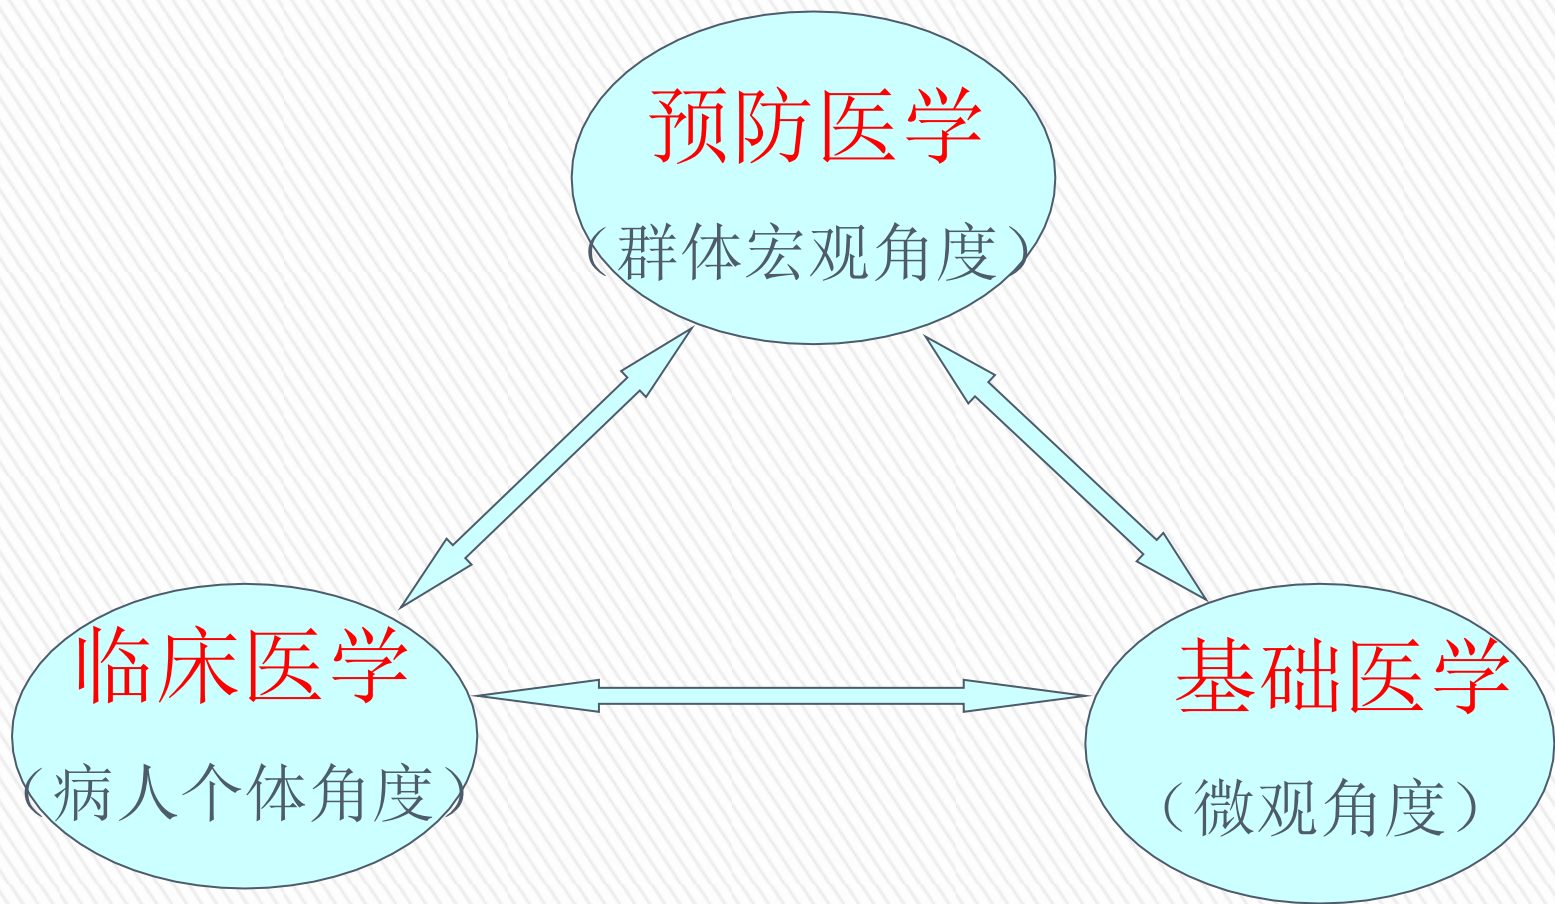 预防医学
（群体宏观角度）
临床医学
（病人个体角度）
基础医学
（微观角度）